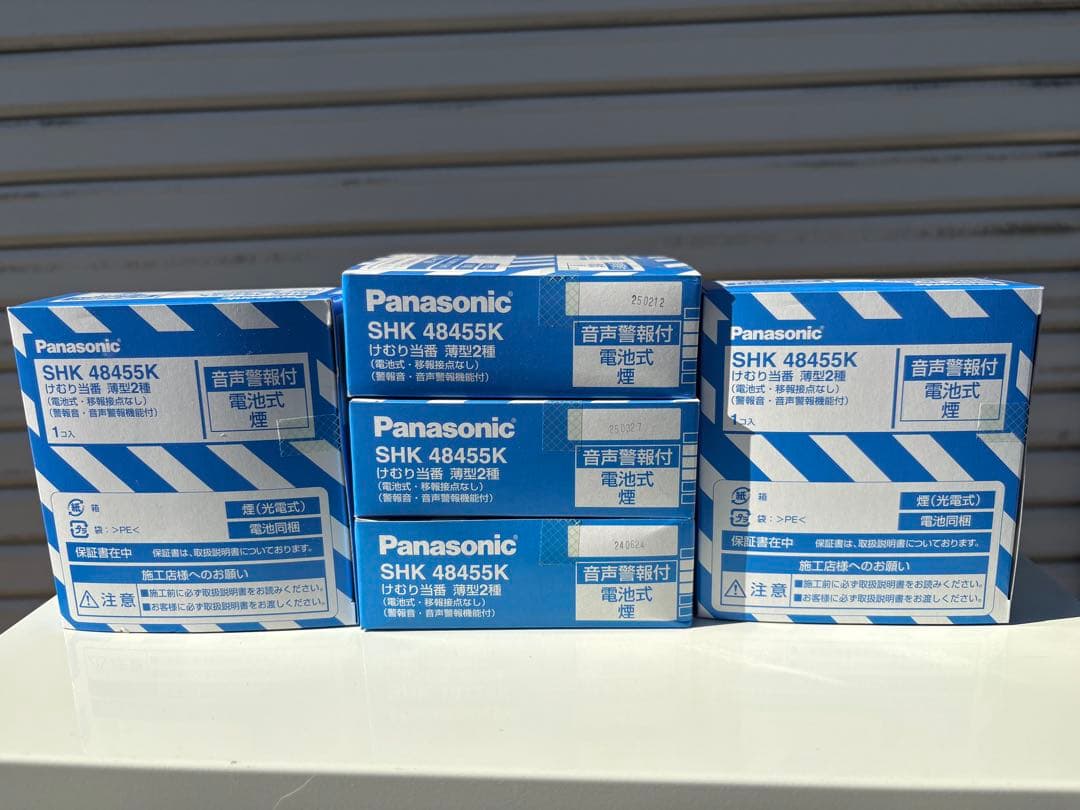 Panasonic
SHK 48455K
けむり当番 薄型2種
(電池式・移報接点なし)
(警報音・音声警報機能付)
1コ入
音声警報付
電池式
煙
紙 箱
プラ 袋:>PE<
煙(光電式)
電池同梱
保証書在中 保証書は、取扱説明書についております。
施工店様へのお願い
注意
■施工前に必ず取扱説明書をお読みください。
■お客様に必ず取扱説明書をお渡しください。
Panasonic
250212
SHK 48455K
けむり当番 薄型2種
(電池式・移報接点なし)
(警報音・音声警報機能付)
音声警報付
電池式
煙
Panasonic
250327
SHK 48455K
けむり当番 薄型2種
(電池式・移報接点なし)
(警報音・音声警報機能付)
音声警報付
電池式
煙
Panasonic
240624
SHK 48455K
けむり当番 薄型2種
(電池式・移報接点なし)
(警報音・音声警報機能付)
音声警報付
電池式
煙
Panasonic
SHK 48455K
けむり当番 薄型2種
(電池式・移報接点なし)
(警報音・音声警報機能付)
1コ入
音声警報付
電池式
煙
紙 箱
プラ 袋:>PE<
煙(光電式)
電池同梱
保証書在中 保証書は、取扱説明書についております。
施工店様へのお願い
注意
■施工前に必ず取扱説明書をお読みください。
■お客様に必ず取扱説明書をお渡しください。